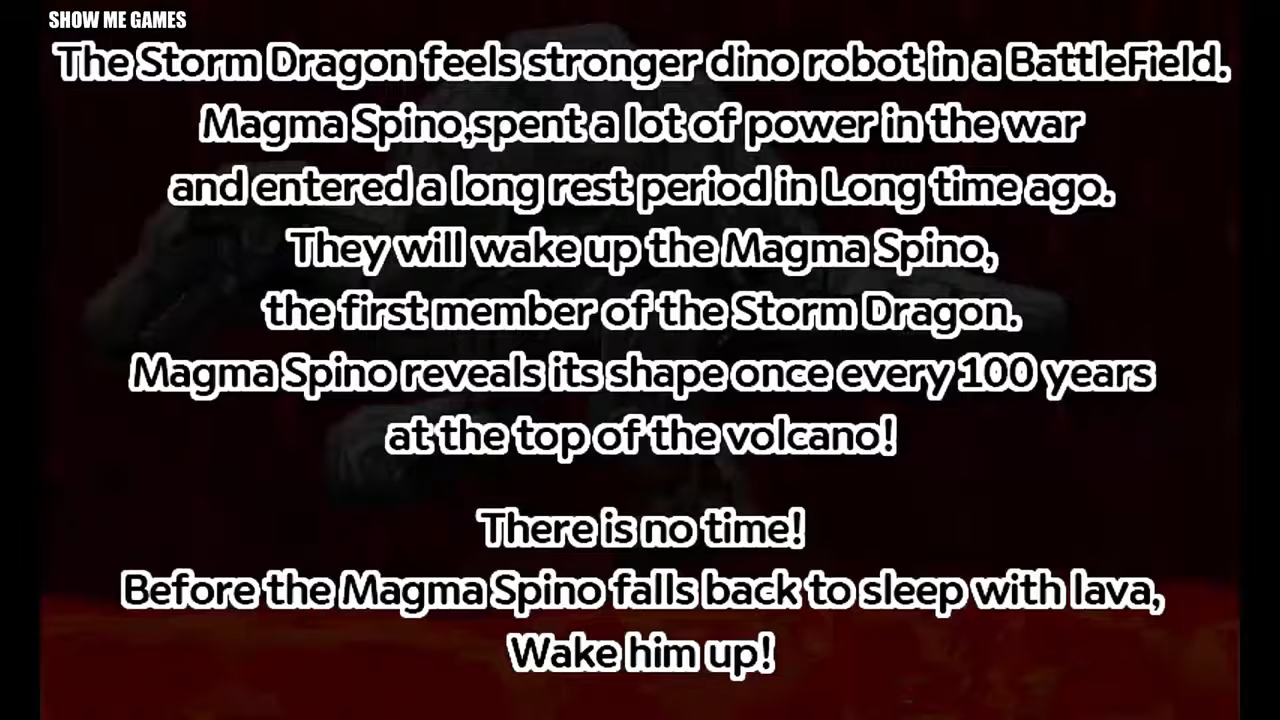 SHOW ME GAMES
The Storm Dragon feels stronger dino robot in a BattleField.
Magma Spino,spent a lot of power in the war
and entered a long rest period in Long time ago.
They will wake up the Magma Spino,
the first member of the Storm Dragon.
Magma Spino reveals its shape once every 100 years
at the top of the volcano!
There is no time!
Before the Magma Spino falls back to sleep with lava,
Wake him up!